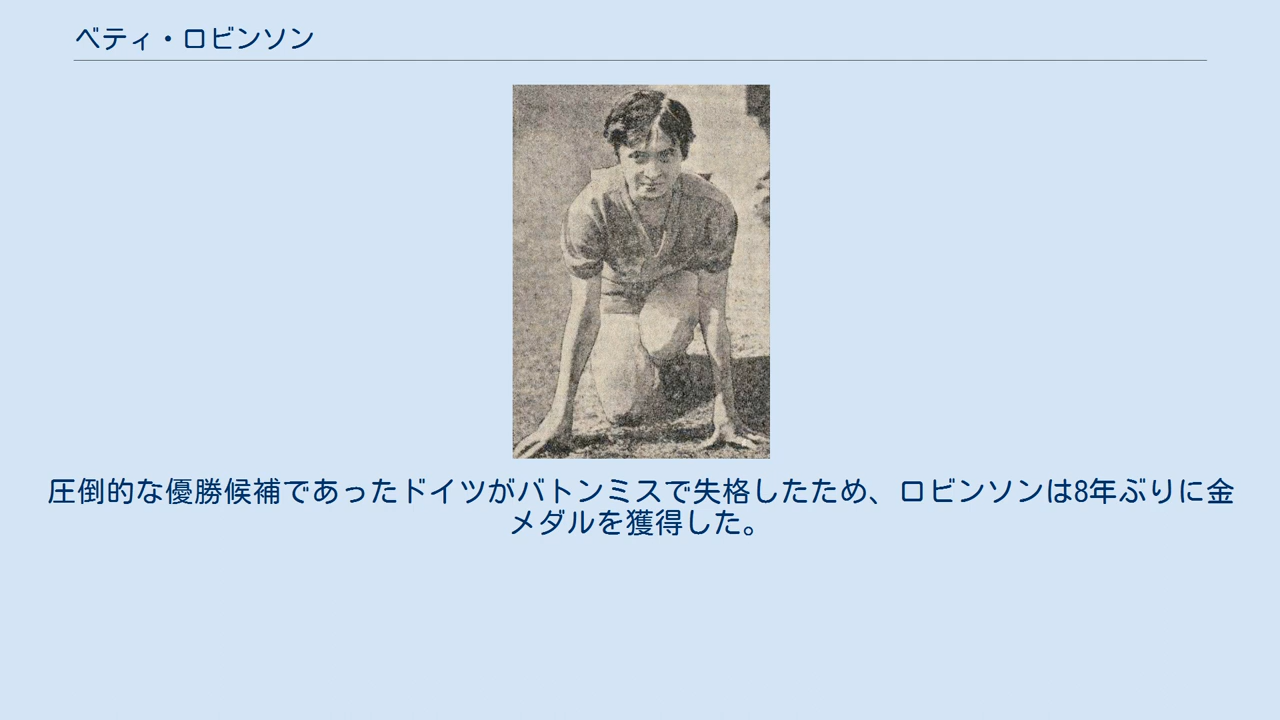 ベティ・ロビンソン
圧倒的な優勝候補であったドイツがバトンミスで失格したため、ロビンソンは8年ぶりに金
メダルを獲得した。